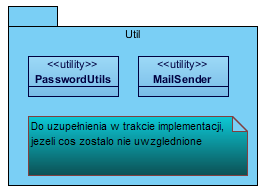 Util
<<utility>>
PasswordUtils
<<utility>>
MailSender
Do uzupełnienia w trakcie implementacji,
jezeli cos zostalo nie uwzglednione